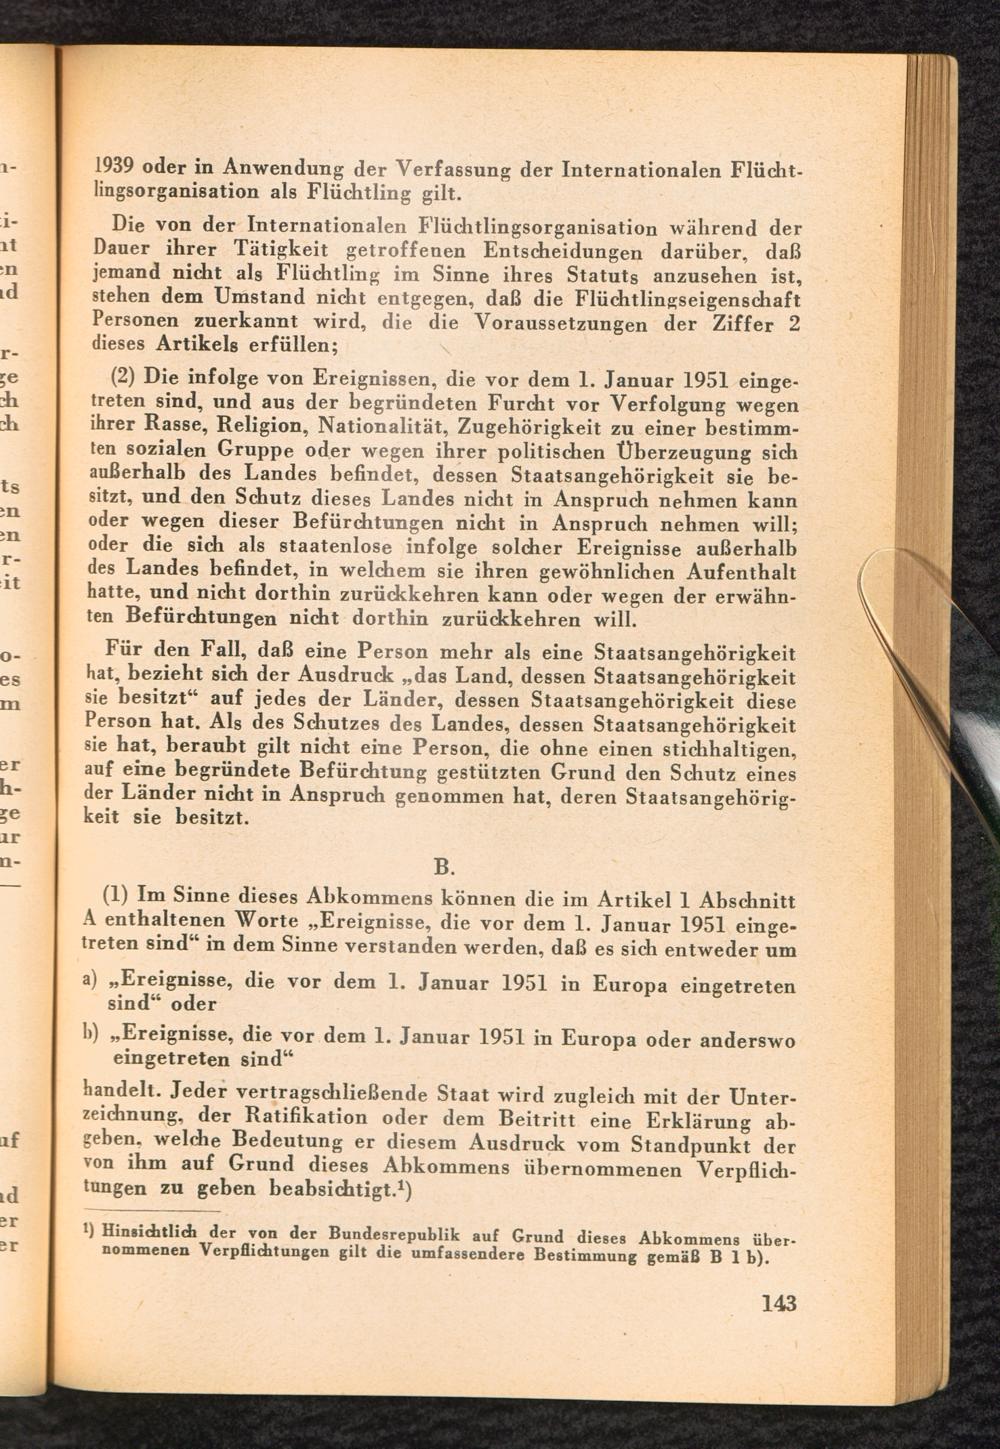 1939 oder in Anwendung der Verfassung der Internationalen Flücht-
lingsorganisation als Flüchtling gilt.
Die von der Internationalen Flüchtlingsorganisation während der
Dauer ihrer Tätigkeit getroffenen Entscheidungen darüber, daß
jemand nicht als Flüchtling im Sinne ihres Statuts anzusehen ist,
stehen dem Umstand nicht entgegen, daß die Flüchtlingseigenschaft
Personen zuerkannt wird, die die Voraussetzungen der Ziffer 2
dieses Artikels erfüllen;
(2) Die infolge von Ereignissen, die vor dem 1. Januar 1951 einge-
treten sind, und aus der begründeten Furcht vor Verfolgung wegen
ihrer Rasse, Religion, Nationalität, Zugehörigkeit zu einer bestimm-
ten sozialen Gruppe oder wegen ihrer politischen Überzeugung sich
außerhalb des Landes befindet, dessen Staatsangehörigkeit sie be-
sitzt, und den Schutz dieses Landes nicht in Anspruch nehmen kann
oder wegen dieser Befürchtungen nicht in Anspruch nehmen will;
oder die sich als staatenlose infolge solcher Ereignisse außerhalb
des Landes befindet, in welchem sie ihren gewöhnlichen Aufenthalt
hatte, und nicht dorthin zurückkehren kann oder wegen der erwähn-
ten Befürchtungen nicht dorthin zurückkehren will.
Für den Fall, daß eine Person mehr als eine Staatsangehörigkeit
hat, bezieht sich der Ausdruck „das Land, dessen Staatsangehörigkeit
sie besitzt“ auf jedes der Länder, dessen Staatsangehörigkeit diese
Person hat. Als des Schutzes des Landes, dessen Staatsangehörigkeit
sie hat, beraubt gilt nicht eine Person, die ohne einen stichhaltigen,
auf eine begründete Befürchtung gestützten Grund den Schutz eines
der Länder nicht in Anspruch genommen hat, deren Staatsangehörig-
keit sie besitzt.
B.
(1) Im Sinne dieses Abkommens können die im Artikel 1 Abschnitt
A enthaltenen Worte „Ereignisse, die vor dem 1. Januar 1951 einge-
treten sind“ in dem Sinne verstanden werden, daß es sich entweder um
a) „Ereignisse, die vor dem 1. Januar 1951 in Europa eingetreten
sind“ oder
b) „Ereignisse, die vor dem 1. Januar 1951 in Europa oder anderswo
eingetreten sind“
handelt. Jeder vertragschließende Staat wird zugleich mit der Unter-
zeichnung, der Ratifikation oder dem Beitritt eine Erklärung ab-
geben, welche Bedeutung er diesem Ausdruck vom Standpunkt der
von ihm auf Grund dieses Abkommens übernommenen Verpflich-
tungen zu geben beabsichtigt.¹)
¹) Hinsichtlich der von der Bundesrepublik auf Grund dieses Abkommens über-
nommenen Verpflichtungen gilt die umfassendere Bestimmung gemäß B 1 b).
143